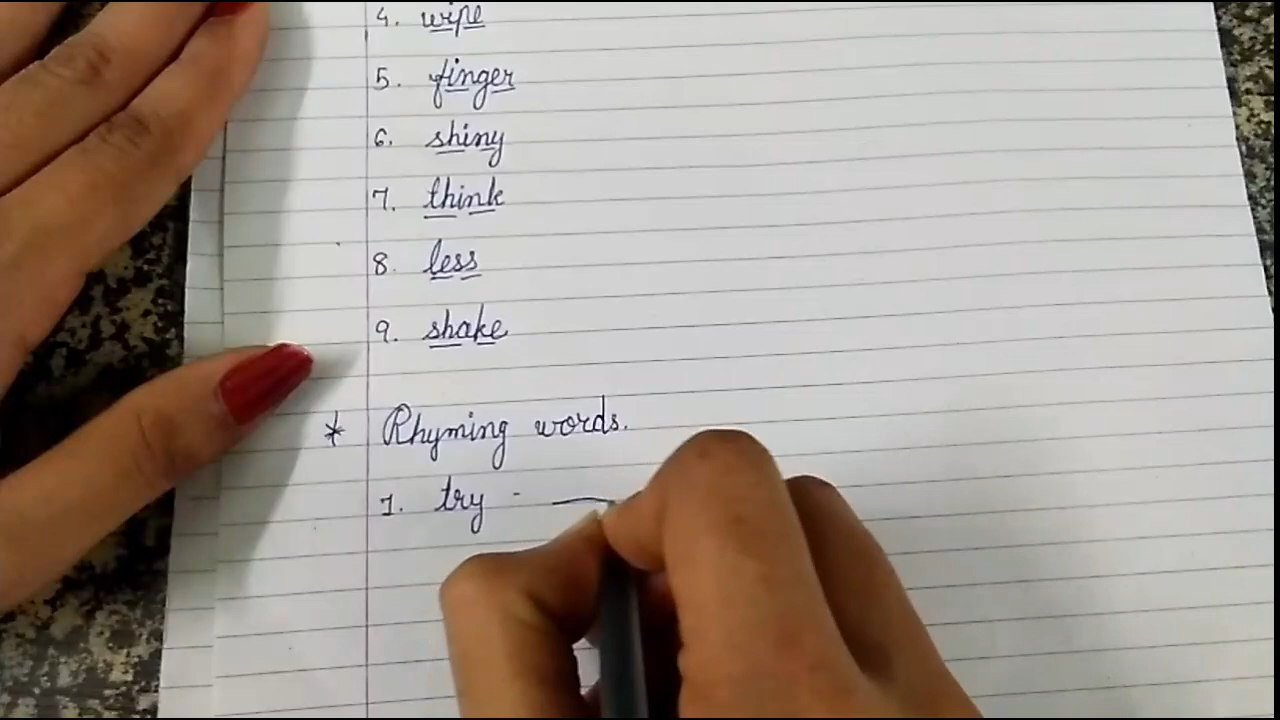 4. wipe
5. finger
6. shiny
7. think
8. less
9. shake
* Rhyming words.
1. try -